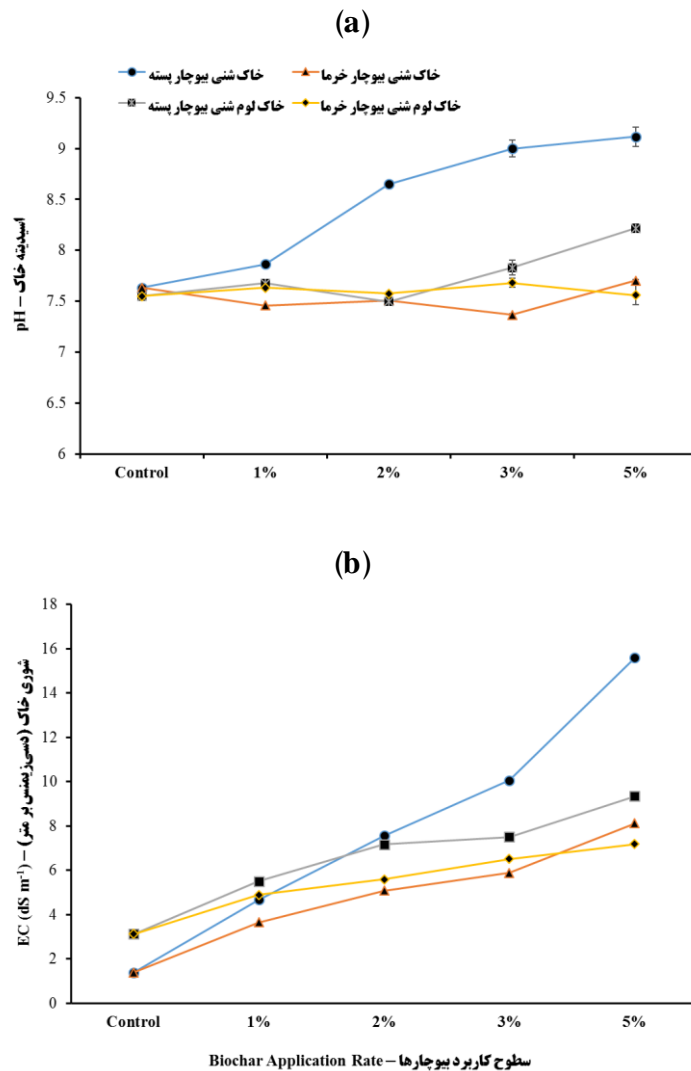 (a)
خاک شنی بیوچار پسته
خاک شنی بیوچار خرما
خاک لوم شنی بیوچار پسته
خاک لوم شنی بیوچار خرما
9.5
9
8.5
8
7.5
7
6.5
6
اسیدیته خاک – pH
Control 1% 2% 3% 5%
(b)
18
16
14
12
10
8
6
4
2
0
شوری خاک (دسی‌زیمنس بر متر) – EC (dS m⁻¹)
Control 1% 2% 3% 5%
سطوح کاربرد بیوچارها – Biochar Application Rate